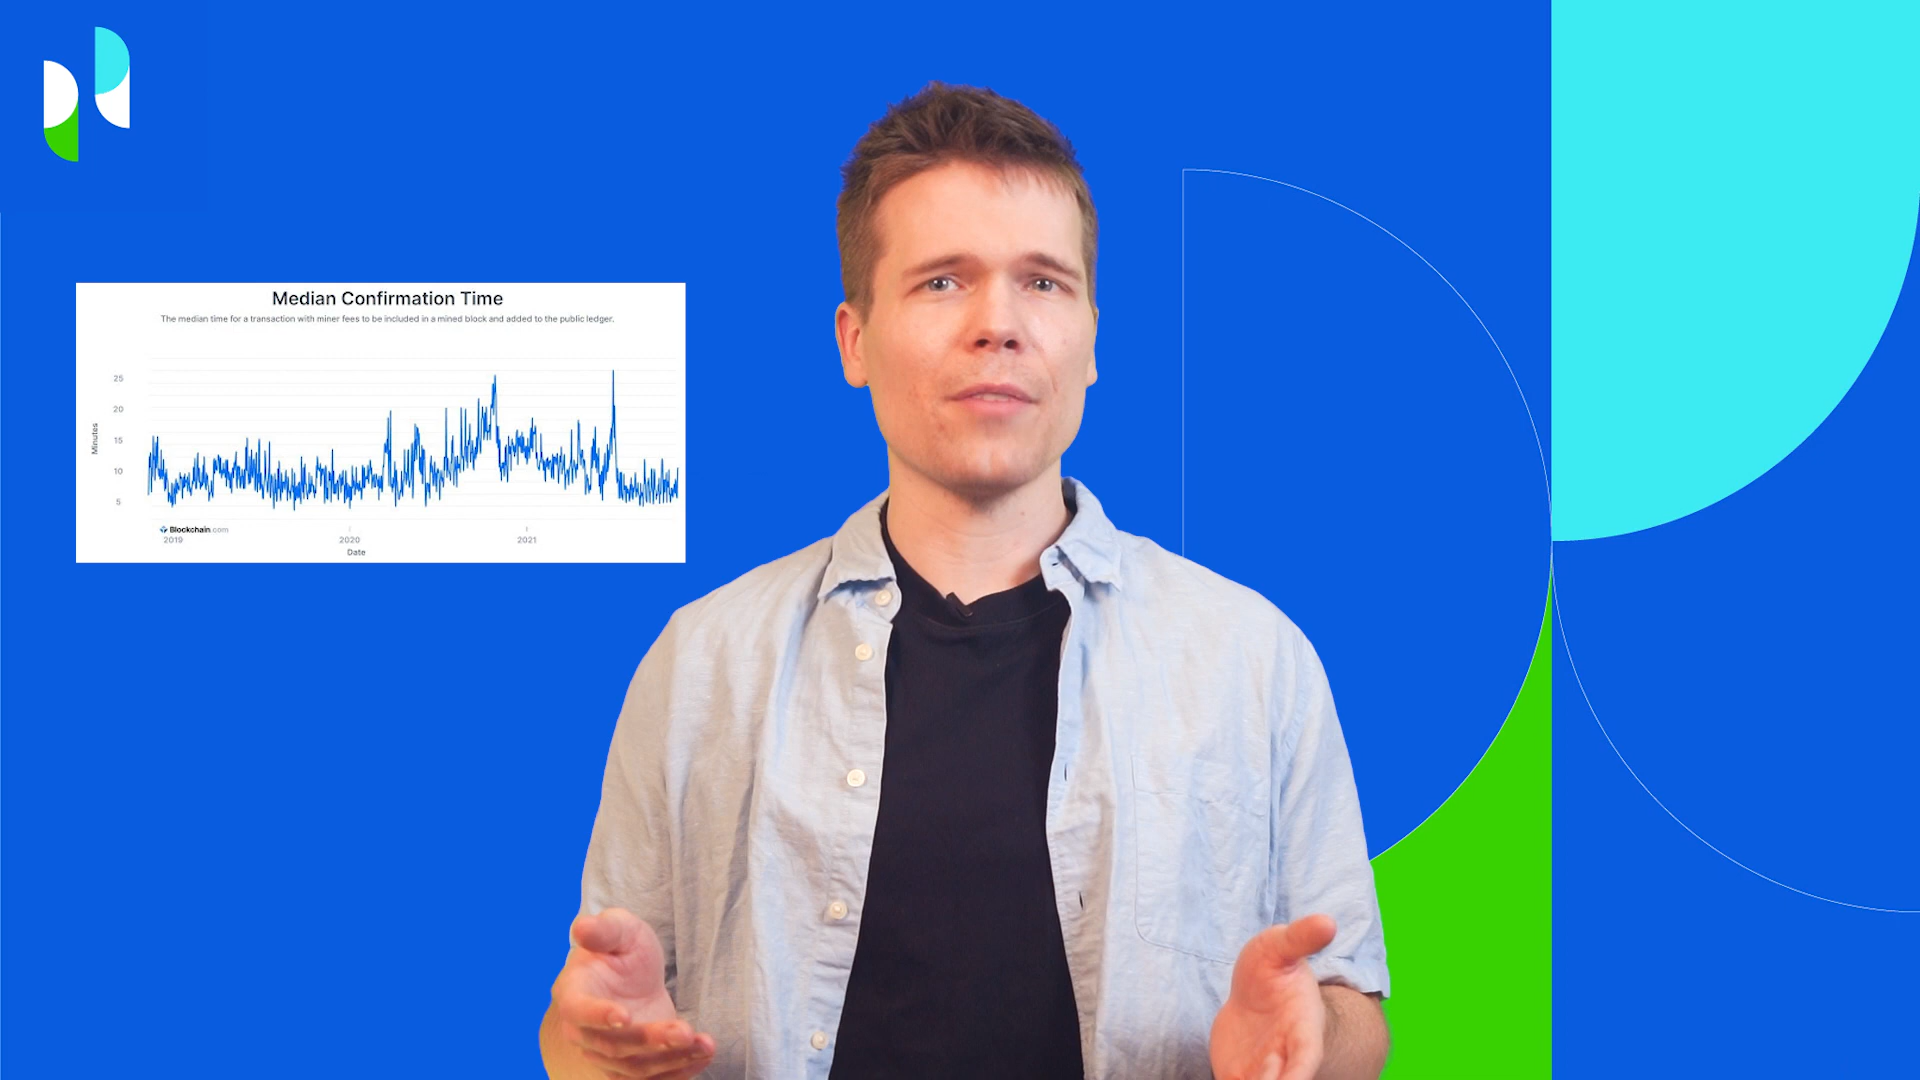 Median Confirmation Time
The median time for a transaction with miner fees to be included in a mined block and added to the public ledger.
25
20
15
10
5
Minutes
Blockchain.com
2019 2020 2021
Date